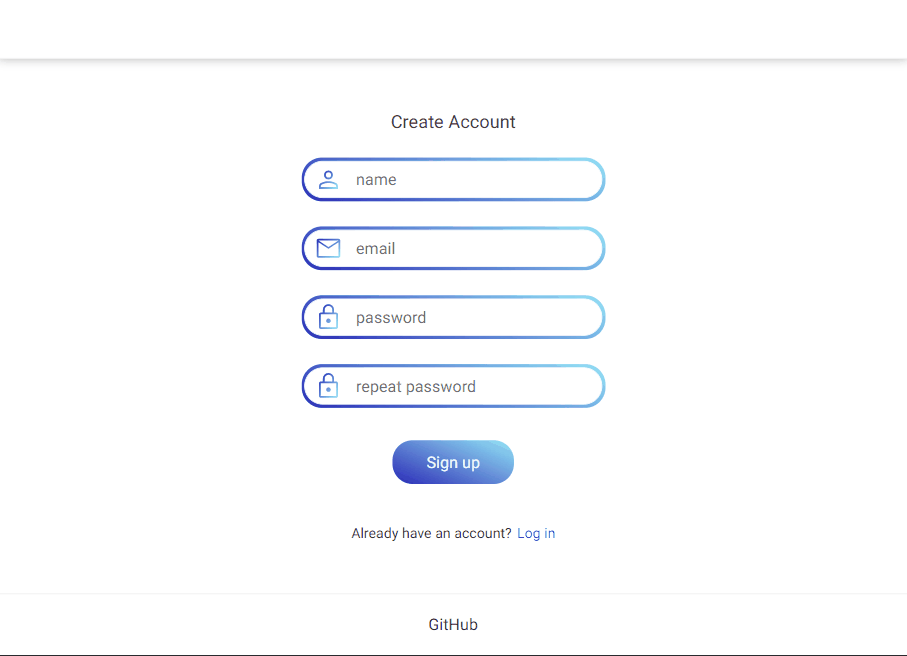 Create Account
name
email
password
repeat password
Sign up
Already have an account? Log in
GitHub